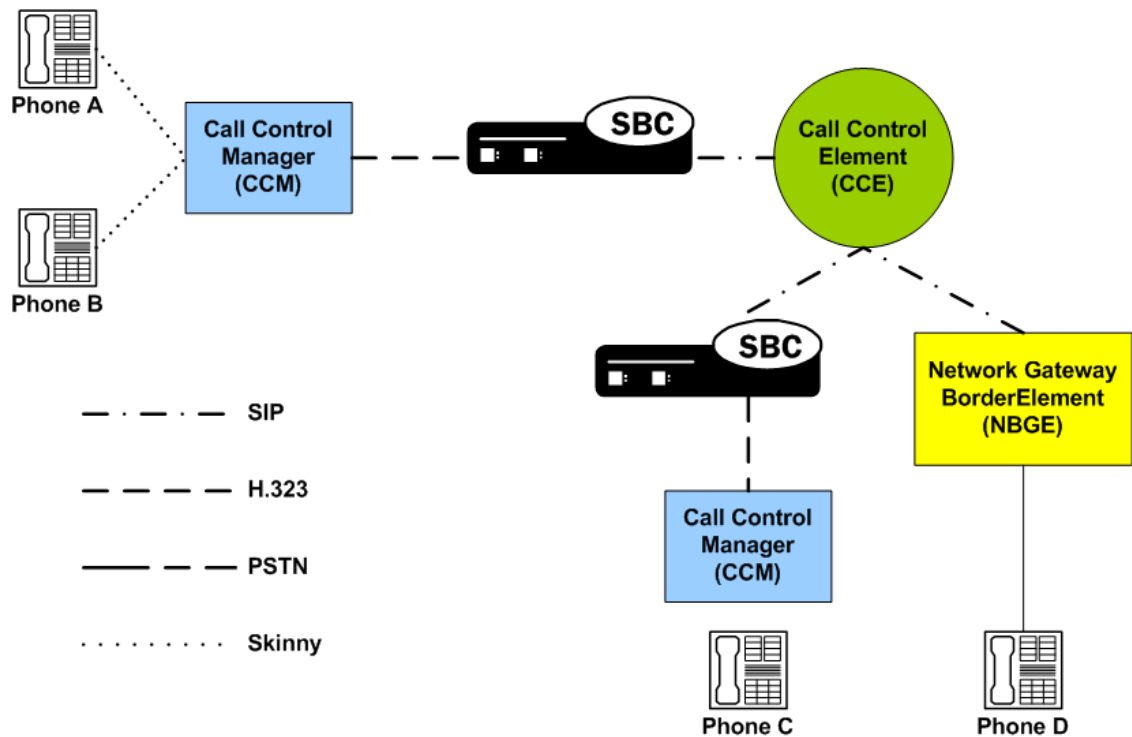 Phone A
Call Control
Manager
(CCM)
SBC
Call Control
Element
(CCE)
Phone B
SBC
Network Gateway
BorderElement
(NBGE)
SIP
H.323
PSTN
Skinny
Call Control
Manager
(CCM)
Phone C
Phone D